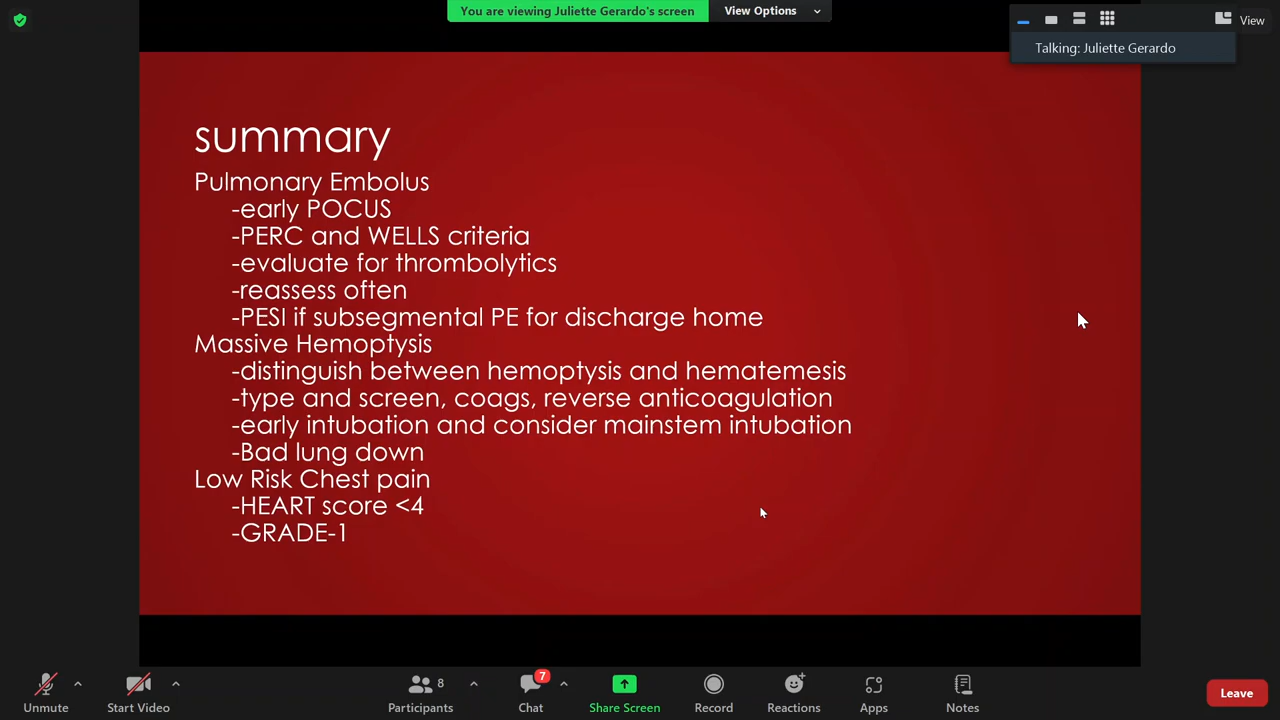 You are viewing Juliette Gerardo's screen
View Options
View
Talking: Juliette Gerardo
summary
Pulmonary Embolus
-early POCUS
-PERC and WELLS criteria
-evaluate for thrombolytics
-reassess often
-PESI if subsegmental PE for discharge home
Massive Hemoptysis
-distinguish between hemoptysis and hematemesis
-type and screen, coags, reverse anticoagulation
-early intubation and consider mainstem intubation
-Bad lung down
Low Risk Chest pain
-HEART score <4
-GRADE-1
Unmute
Start Video
8
Participants
7
Chat
Share Screen
Record
Reactions
Apps
Notes
Leave